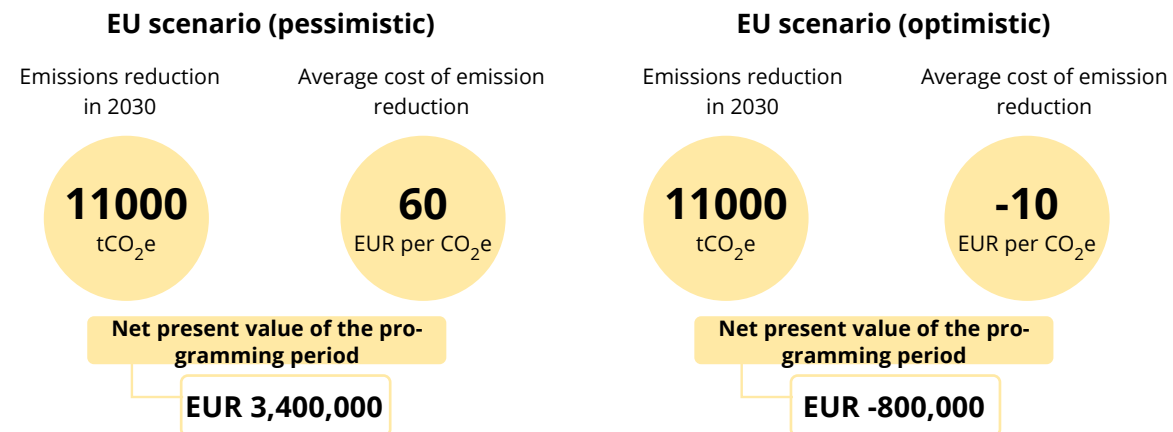 EU scenario (pessimistic)
Emissions reduction
in 2030
Average cost of emission
reduction
11000
tCO₂e
60
EUR per CO₂e
Net present value of the pro-
gramming period
EUR 3,400,000
EU scenario (optimistic)
Emissions reduction
in 2030
Average cost of emission
reduction
11000
tCO₂e
-10
EUR per CO₂e
Net present value of the pro-
gramming period
EUR -800,000